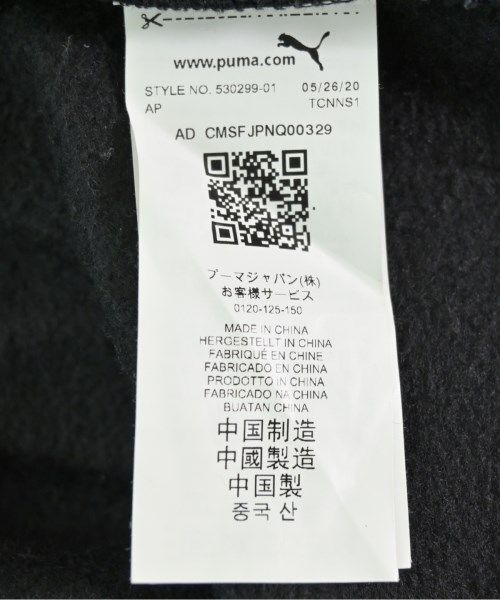 www.puma.com
STYLE NO. 530299-01 05/26/20
AP TCNNS1
AD CMSFJPNQ00329
プーマジャパン(株)
お客様サービス
0120-125-150
MADE IN CHINA
HERGESTELLT IN CHINA
FABRIQUÉ EN CHINE
FABRICADO EN CHINA
PRODOTTO IN CHINA
FABRICADO NA CHINA
BUATAN CHINA
中国制造
中國製造
中国製
중국 산